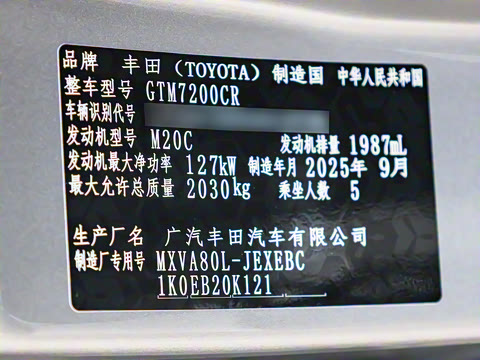 品牌 丰田（TOYOTA）制造国 中华人民共和国
整车型号 GTM7200CR
车辆识别代号
发动机型号 M20C 发动机排量 1987mL
发动机最大净功率 127kW 制造年月 2025年 9月
最大允许总质量 2030kg 乘坐人数 5
生产厂名 广汽丰田汽车有限公司
制造厂专用号 MXVA80L-JEXEBC
1K0EB20K121